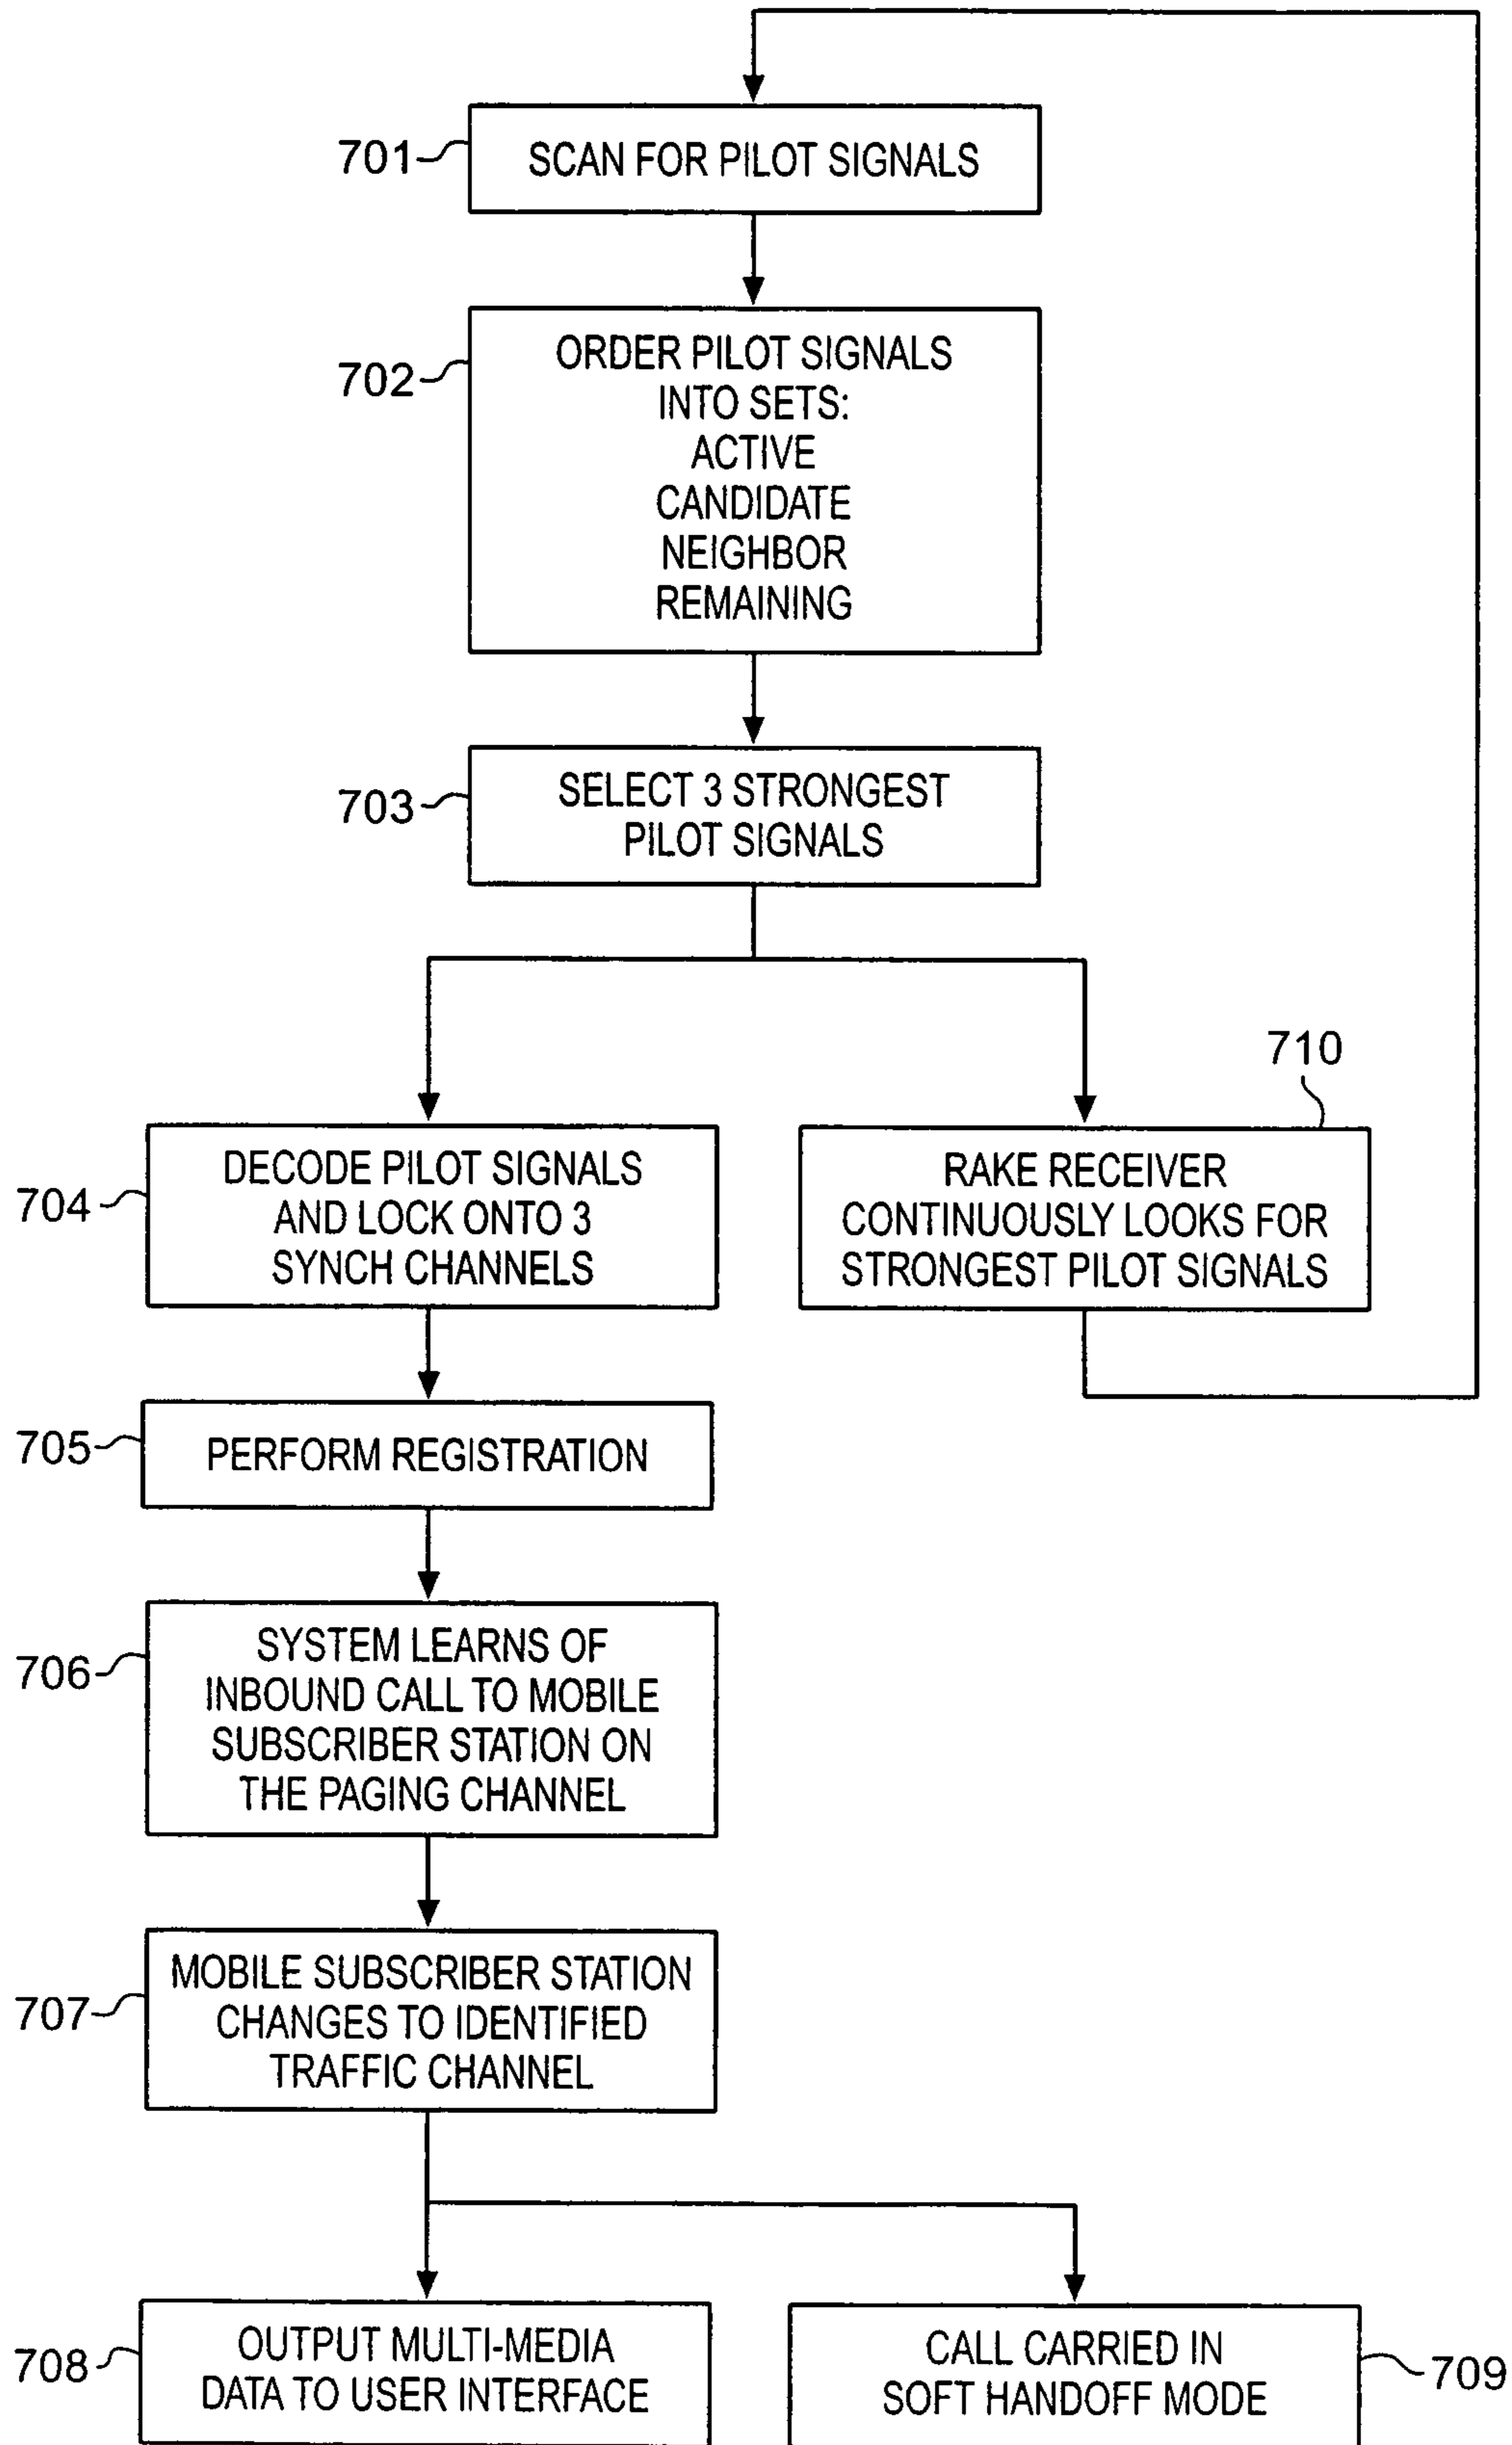 701
SCAN FOR PILOT SIGNALS
702
ORDER PILOT SIGNALS
INTO SETS:
ACTIVE
CANDIDATE
NEIGHBOR
REMAINING
703
SELECT 3 STRONGEST
PILOT SIGNALS
704
DECODE PILOT SIGNALS
AND LOCK ONTO 3
SYNCH CHANNELS
710
RAKE RECEIVER
CONTINUOUSLY LOOKS FOR
STRONGEST PILOT SIGNALS
705
PERFORM REGISTRATION
706
SYSTEM LEARNS OF
INBOUND CALL TO MOBILE
SUBSCRIBER STATION ON
THE PAGING CHANNEL
707
MOBILE SUBSCRIBER STATION
CHANGES TO IDENTIFIED
TRAFFIC CHANNEL
708
OUTPUT MULTI-MEDIA
DATA TO USER INTERFACE
CALL CARRIED IN
SOFT HANDOFF MODE
709